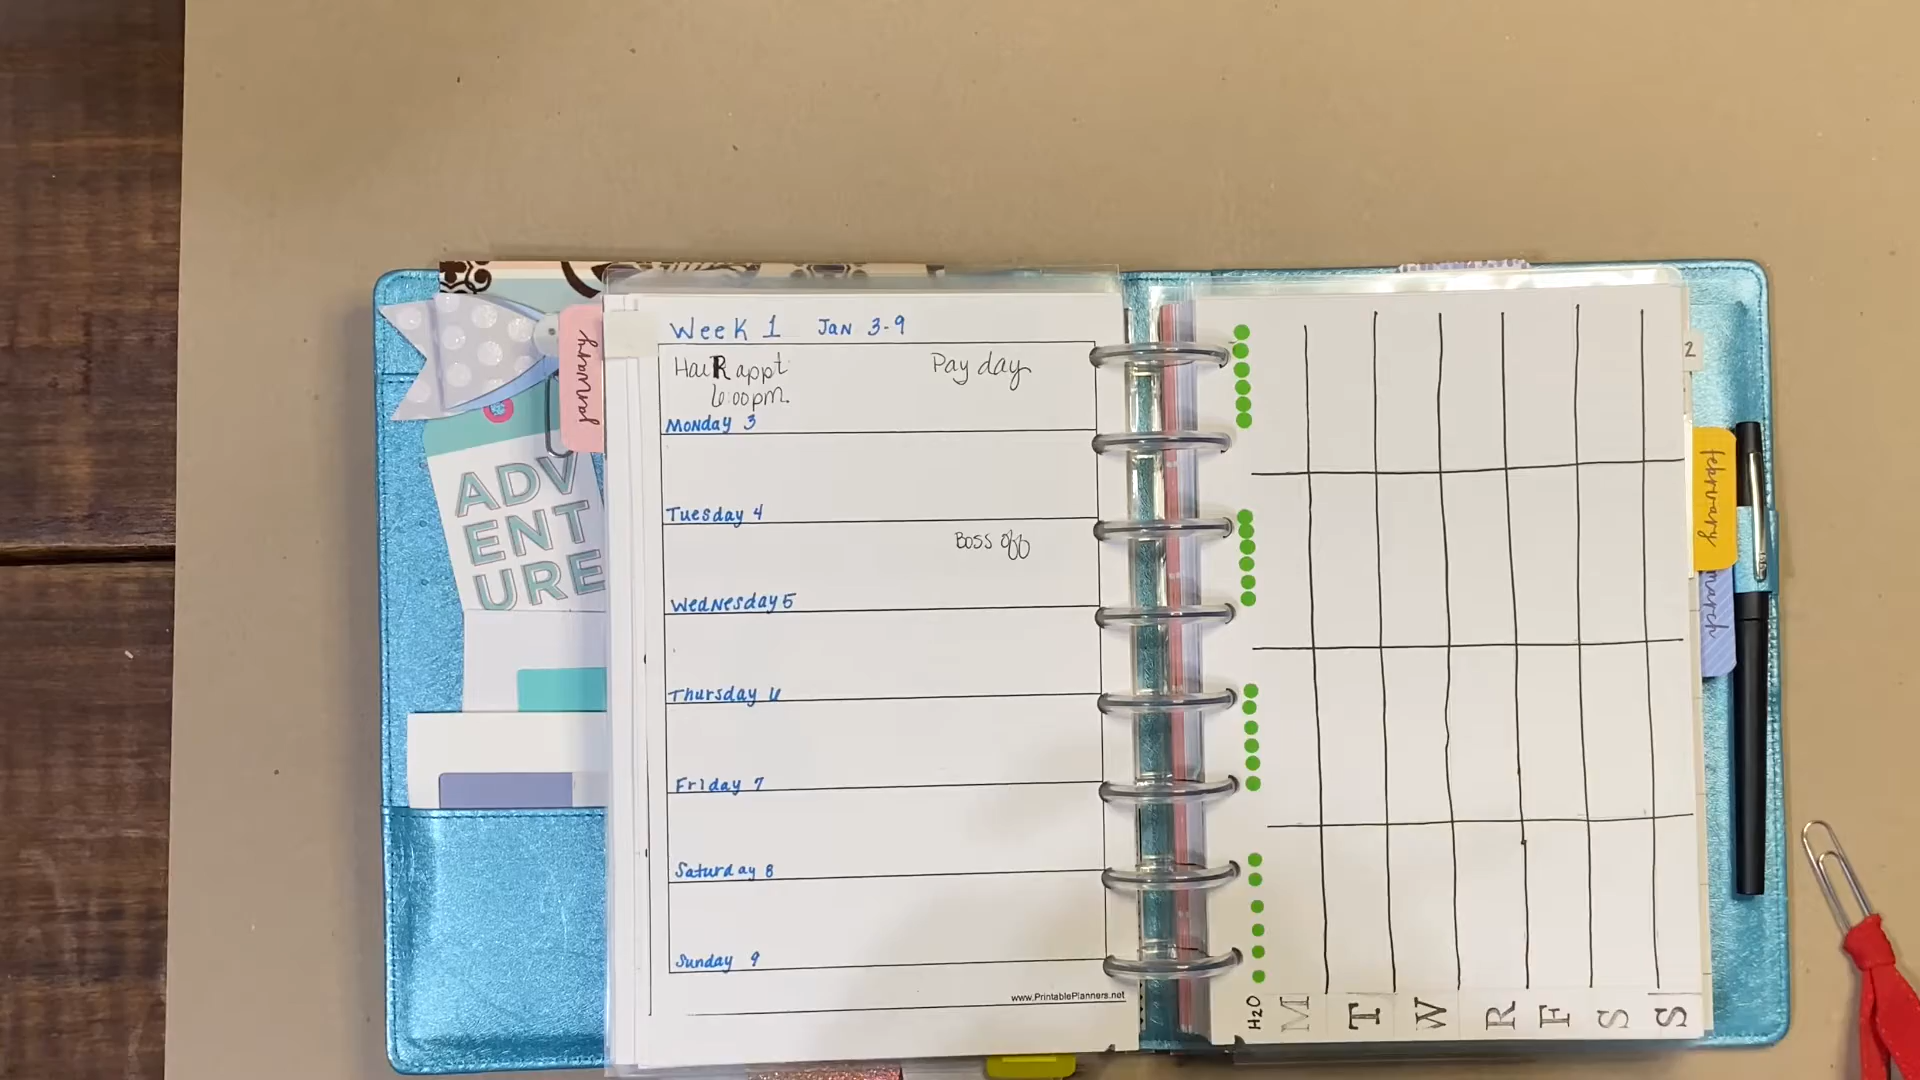 january
ADV
ENT
URE
Week 1 Jan 3-9
HaiR appt Pay day
6:00pm.
Monday 3
Tuesday 4
Boss off
Wednesday 5
Thursday 6
Friday 7
Saturday 8
Sunday 9
www.PrintablePlanners.net
H2O M T W R F S S
2
february
march